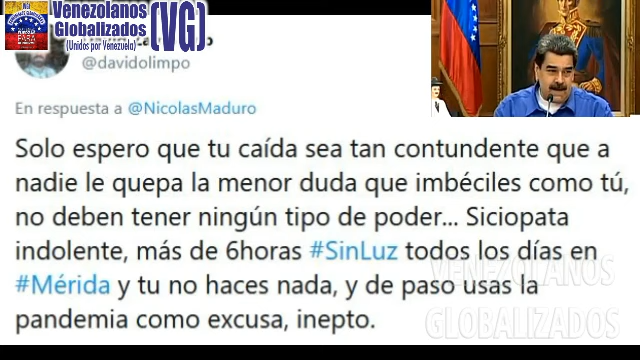 Venezolanos
Globalizados
(Unidos por Venezuela)
(VG)
@davidolimpo
En respuesta a @NicolasMaduro
Solo espero que tu caída sea tan contundente que a
nadie le quepa la menor duda que imbéciles como tú,
no deben tener ningún tipo de poder... Siciopata
indolente, más de 6horas #SinLuz todos los días en
#Mérida y tu no haces nada, y de paso usas la
pandemia como excusa, inepto.
VENEZOLANOS
GLOBALIZADOS